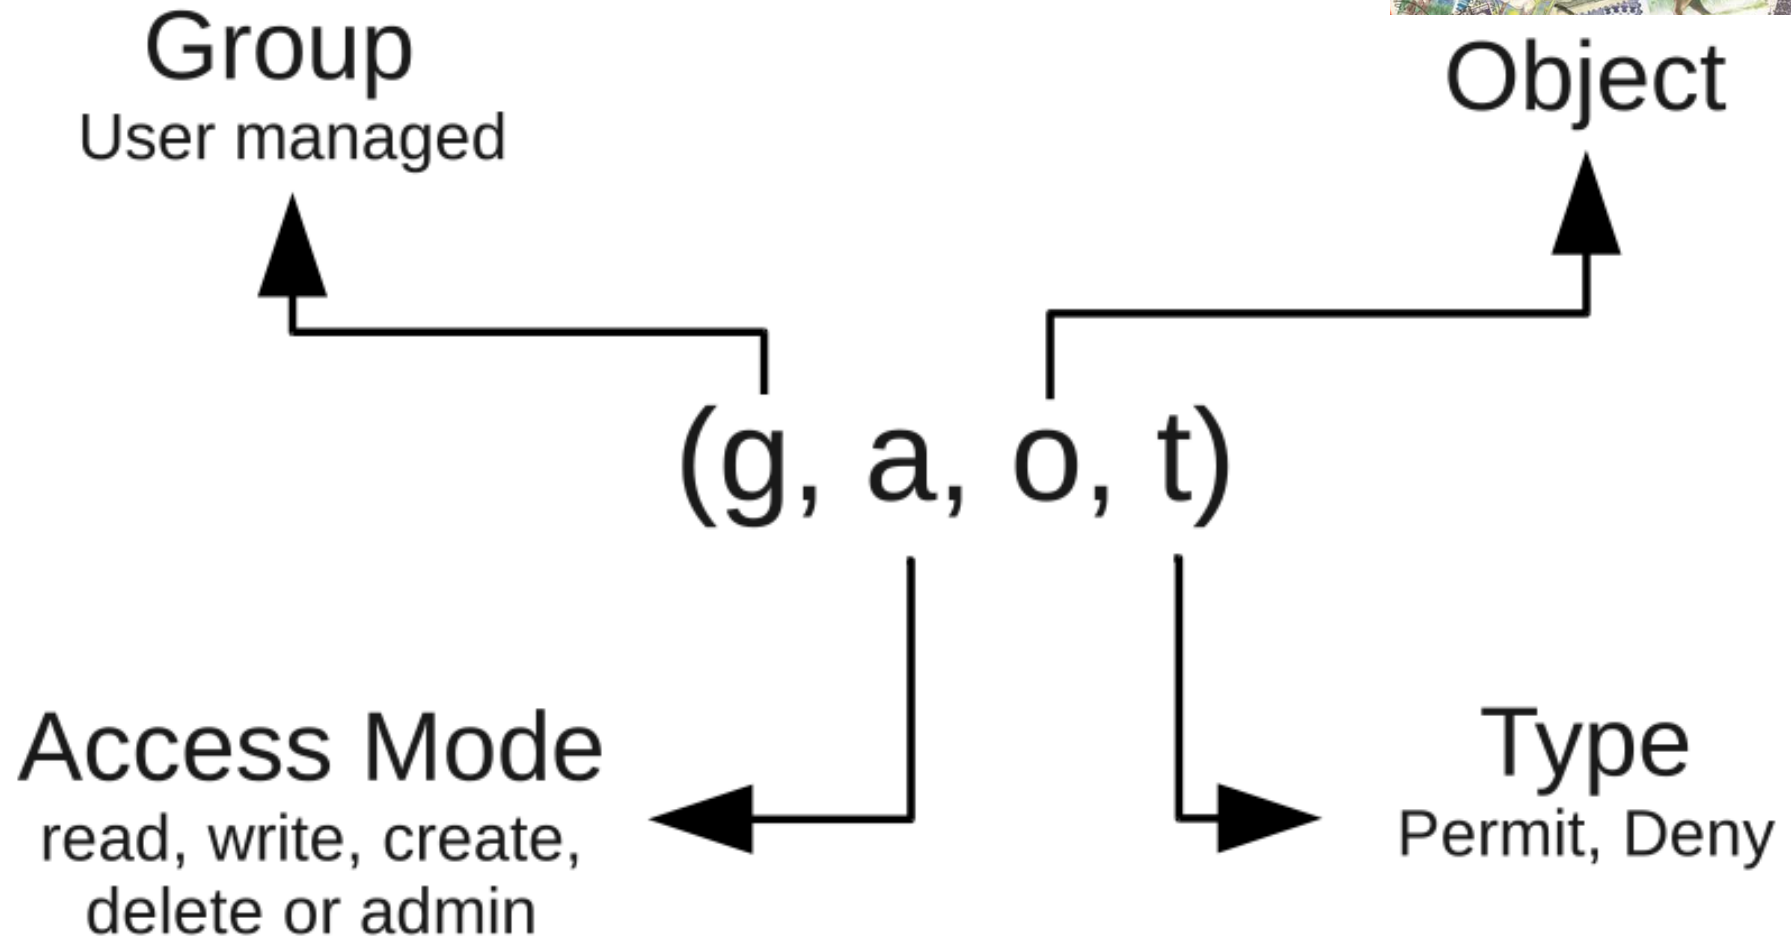 Group
User managed
Object
(g, a, o, t)
Access Mode
read, write, create,
delete or admin
Type
Permit, Deny